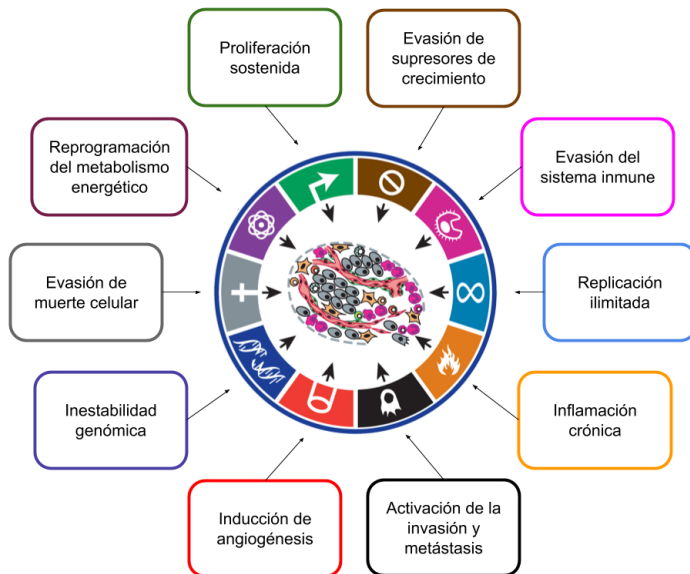 Proliferación
sostenida
Evasión de
supresores de
crecimiento
Reprogramación
del metabolismo
energético
Evasión del
sistema inmune
Evasión de
muerte celular
Replicación
ilimitada
Inestabilidad
genómica
Inflamación
crónica
Inducción de
angiogénesis
Activación de la
invasión y
metástasis